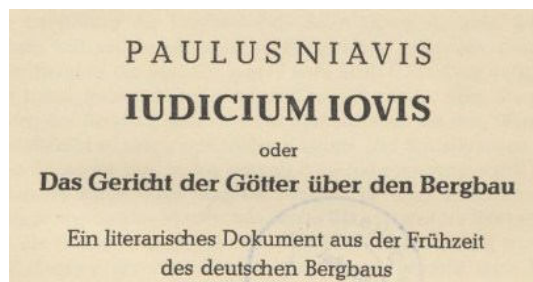 PAULUS NIAVIS
IUDICIUM IOVIS
oder
Das Gericht der Götter über den Bergbau
Ein literarisches Dokument aus der Frühzeit
des deutschen Bergbaus